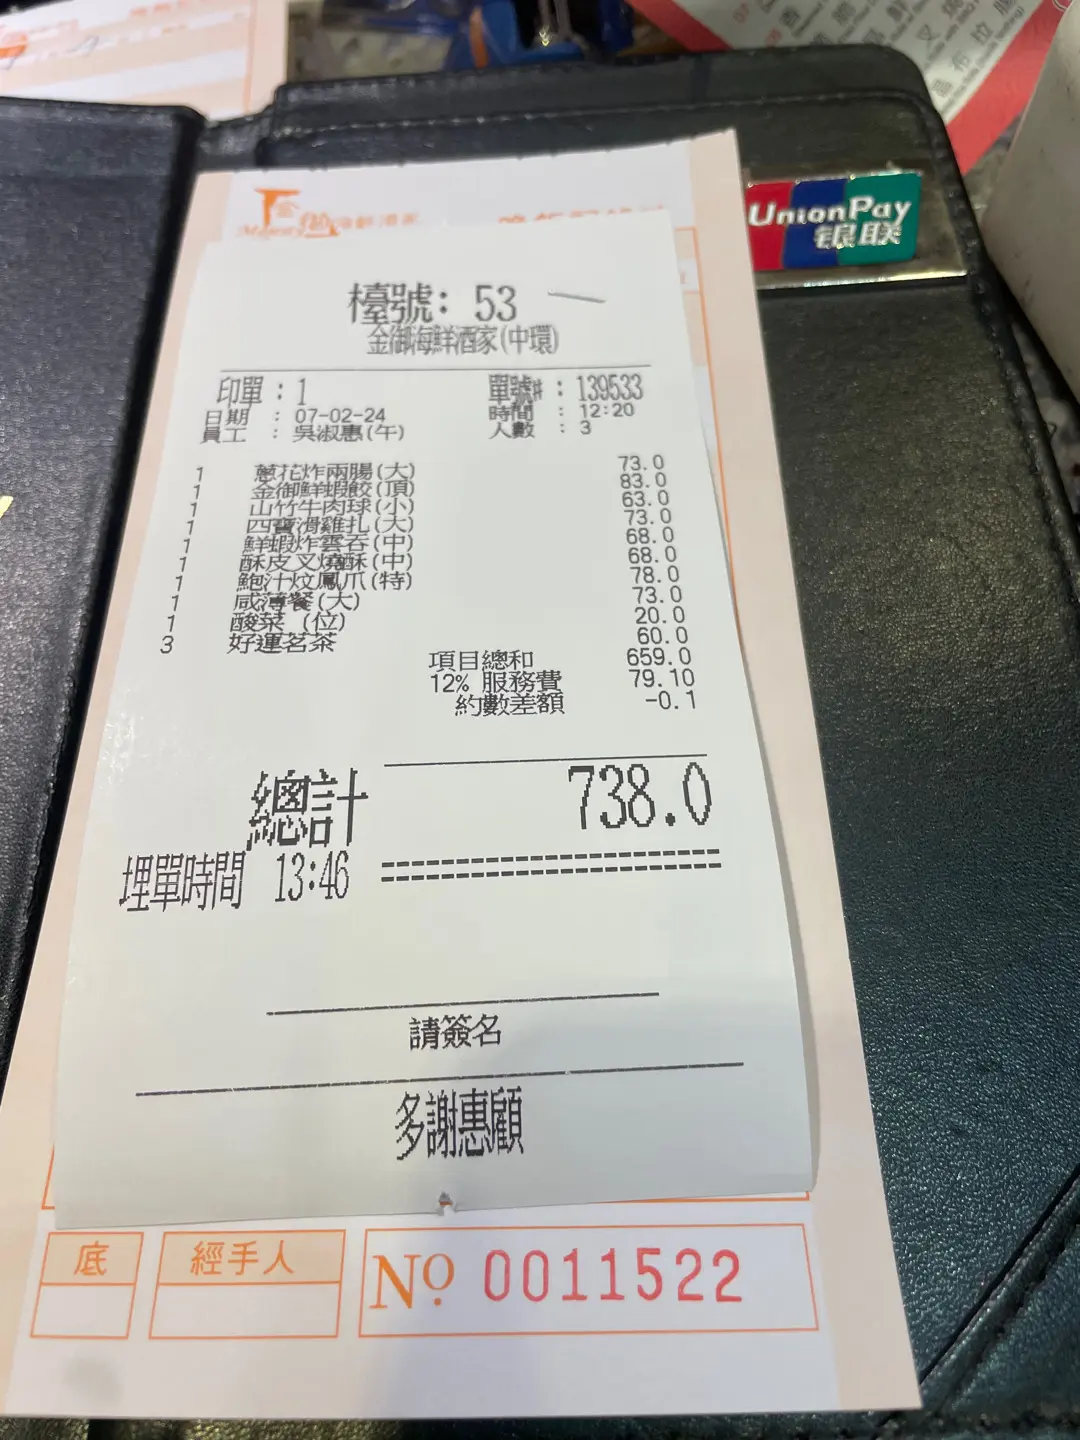 檯號: 53
金御海鮮酒家(中環)
印單 : 1 單號# : 139533
日期 : 07-02-24 時間 : 12:20
員工 : 吳淑惠(午) 人數 : 3
1 蔥花炸兩腸(大) 73.0
1 金御鮮蝦餃(頂) 83.0
1 山竹牛肉球(小) 63.0
1 四寶滑雞扎(大) 73.0
1 鮮蝦炸雲吞(中) 68.0
1 酥皮叉燒酥(中) 68.0
1 鮑汁炆鳳爪(特) 78.0
1 咸薄餐(大) 73.0
1 酸菜 (位) 20.0
3 好運茗茶 60.0
項目總和 659.0
12% 服務費 79.10
約數差額 -0.1
總計 738.0
埋單時間 13:46
請簽名
多謝惠顧
底 經手人 Nº 0011522
UnionPay
银联